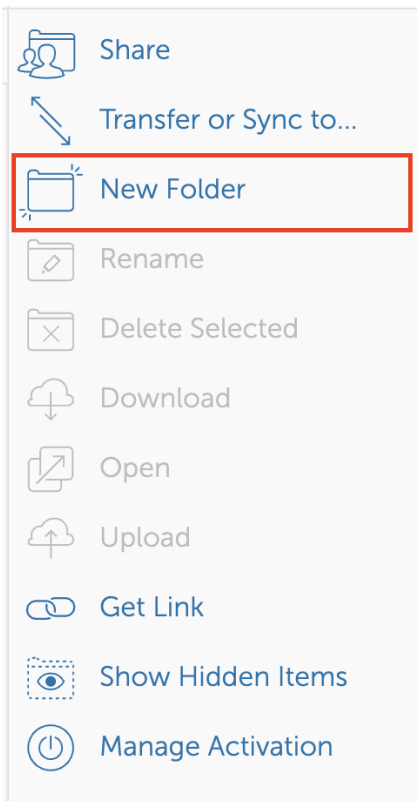 Share
Transfer or Sync to...
New Folder
Rename
Delete Selected
Download
Open
Upload
Get Link
Show Hidden Items
Manage Activation